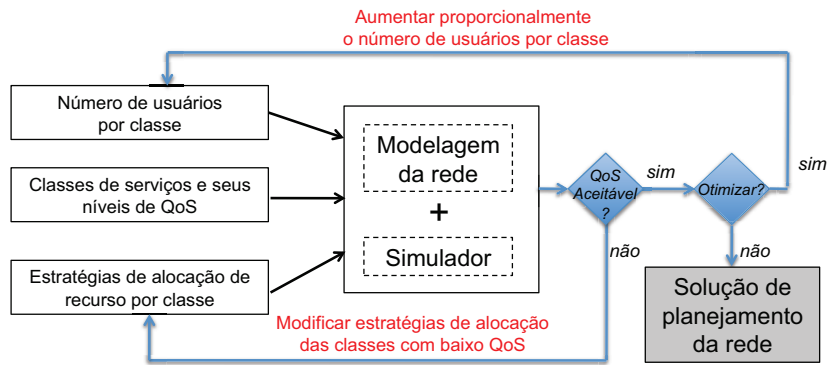 Aumentar proporcionalmente
o número de usuários por classe
Número de usuários
por classe
Classes de serviços e seus
níveis de QoS
Estratégias de alocação de
recurso por classe
Modelagem
da rede
+
Simulador
QoS
Aceitável
?
sim
Otimizar?
sim
não
não
Solução de
planejamento
da rede
Modificar estratégias de alocação
das classes com baixo QoS